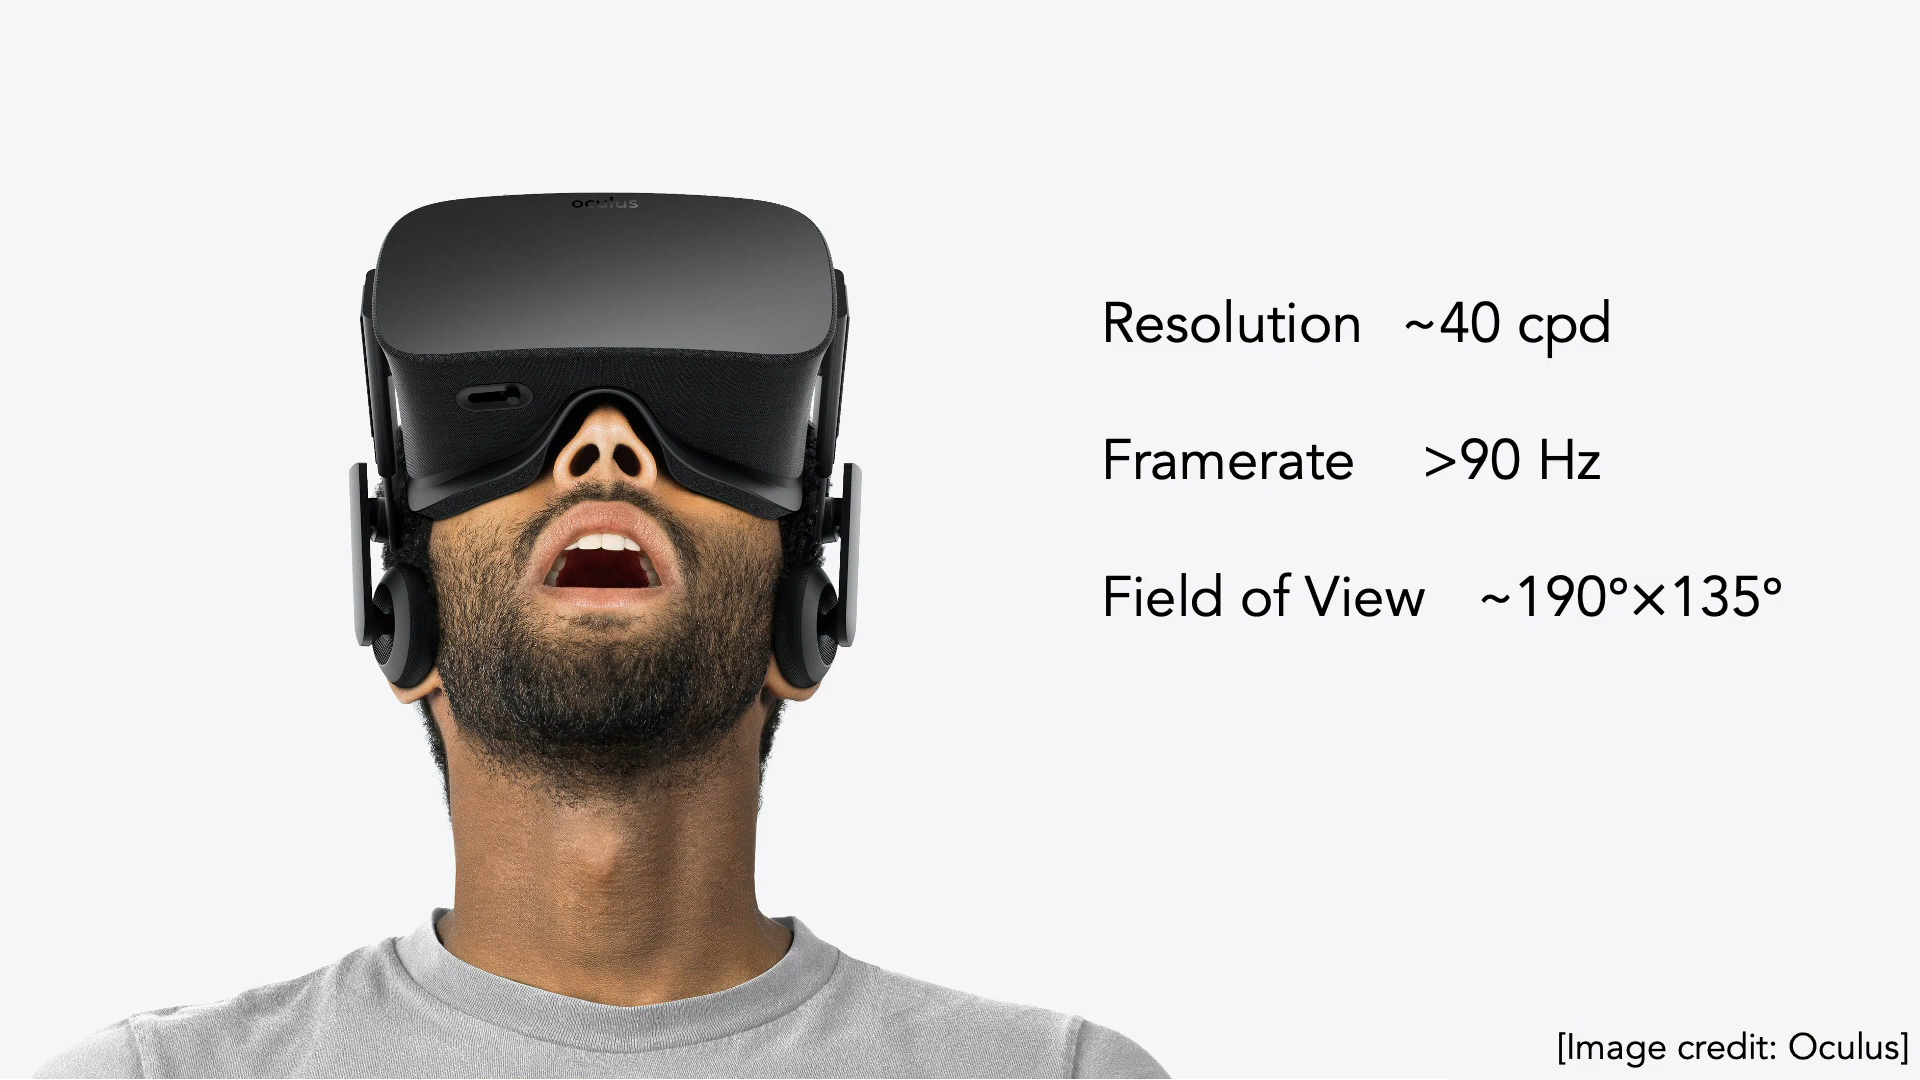 oculus
Resolution ~40 cpd
Framerate >90 Hz
Field of View ~190°×135°
[Image credit: Oculus]